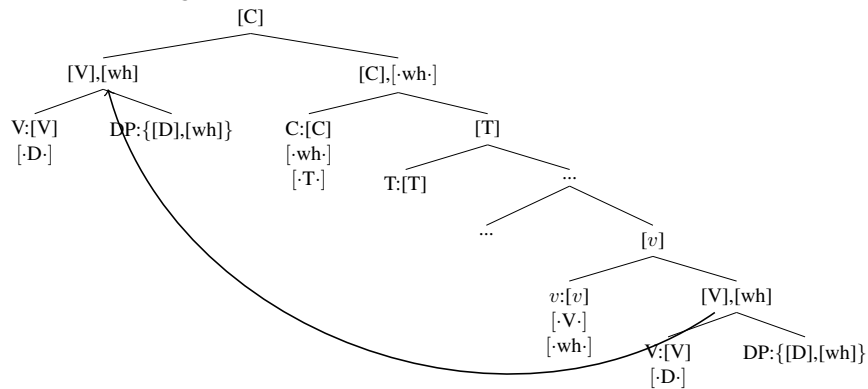 [C]
[V],[wh] [C],[·wh·]
V:[V] DP:{[D],[wh]} C:[C] [T]
[·D·] [·wh·]
[·T·] T:[T] ...
... [v]
v:[v] [V],[wh]
[·V·]
[·wh·] V:[V] DP:{[D],[wh]}
[·D·]